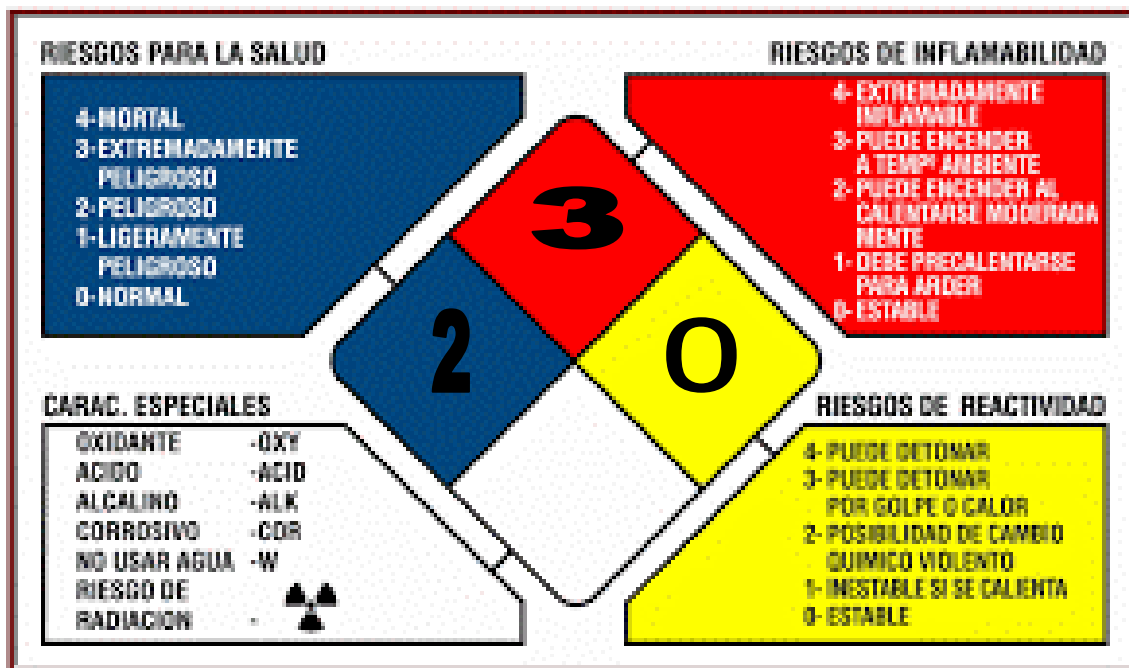 RIESGOS PARA LA SALUD
4-MORTAL
3-EXTREMADAMENTE
PELIGROSO
2-PELIGROSO
1-LIGERAMENTE
PELIGROSO
0-NORMAL
RIESGOS DE INFLAMABILIDAD
4- EXTREMADAMENTE
INFLAMABLE
3- PUEDE ENCENDER
A TEMPº AMBIENTE
2- PUEDE ENCENDER AL
CALENTARSE MODERADA
MENTE
1- DEBE PRECALENTARSE
PARA ARDER
0- ESTABLE
3
2
0
CARAC. ESPECIALES
OXIDANTE -OXY
ACIDO -ACID
ALCALINO -ALK
CORROSIVO -COR
NO USAR AGUA -W
RIESGO DE
RADIACION -
RIESGOS DE REACTIVIDAD
4- PUEDE DETONAR
3- PUEDE DETONAR
POR GOLPE O CALOR
2- POSIBILIDAD DE CAMBIO
QUIMICO VIOLENTO
1- INESTABLE SI SE CALIENTA
0- ESTABLE